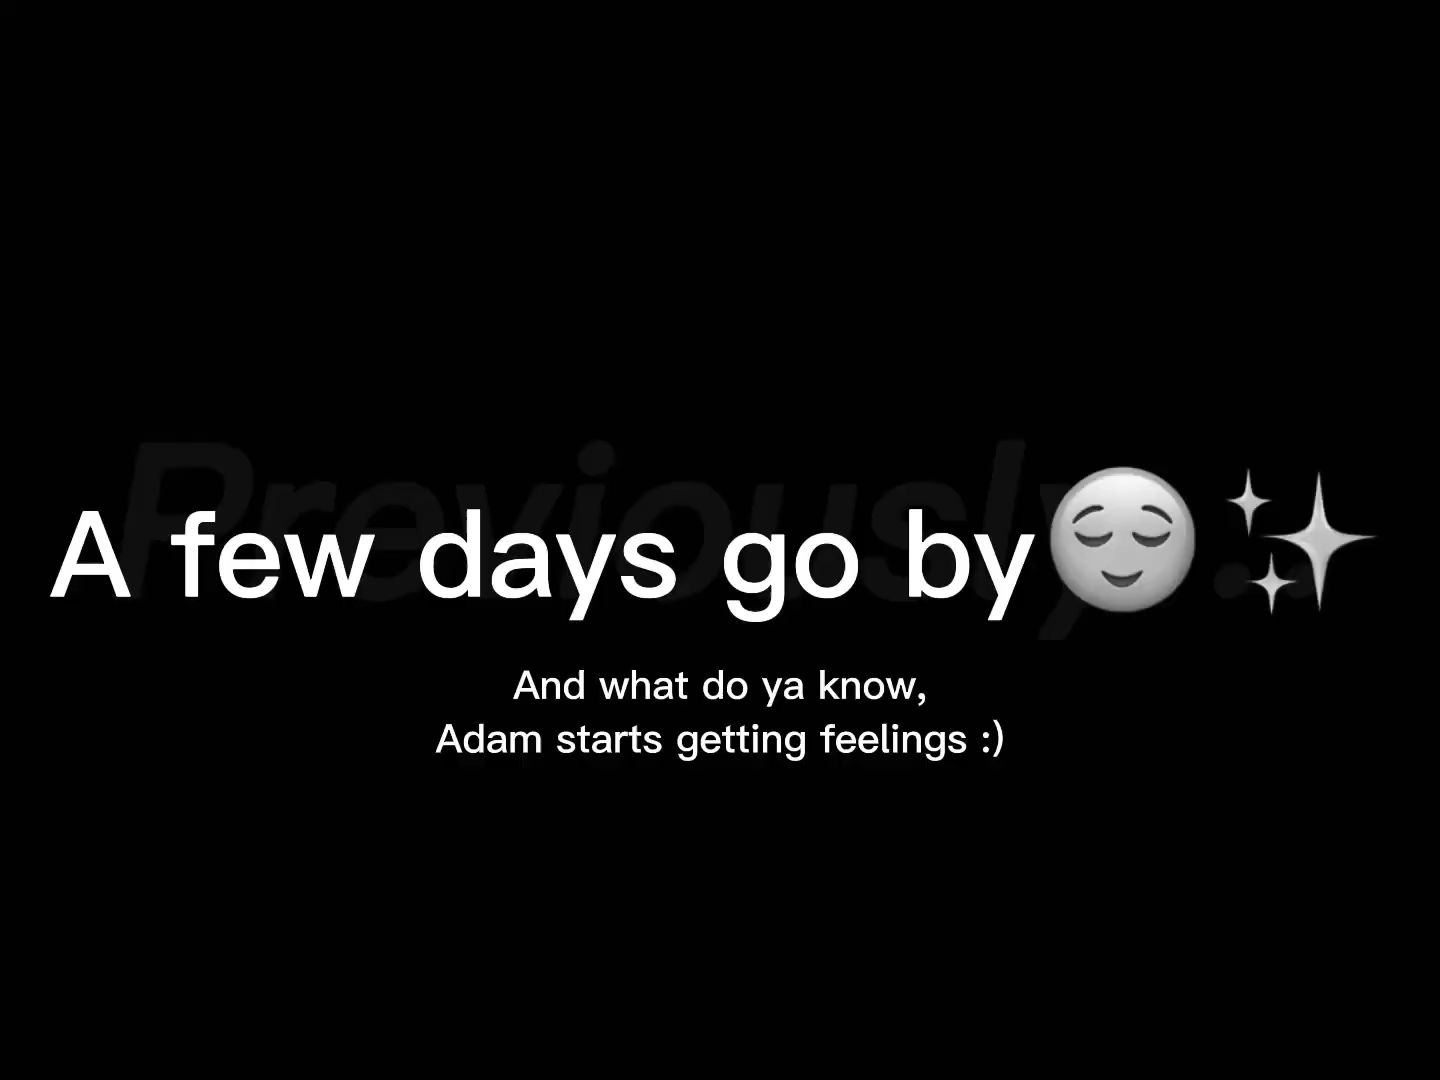 Previously...
A few days go by😌✨
And what do ya know,
Adam starts getting feelings :)